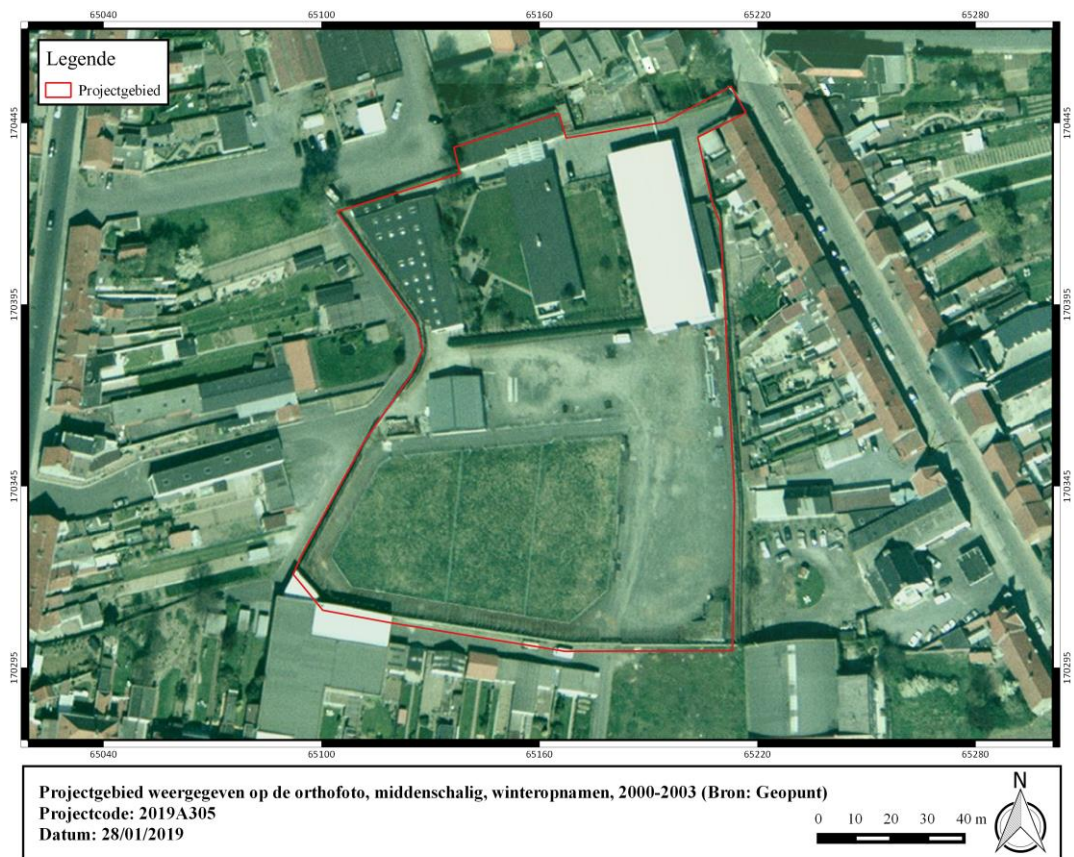 65040 65100 65160 65220 65280
Legende
Projectgebied
170445 170445
170395 170395
170345 170345
170295 170295
65040 65100 65160 65220 65280
Projectgebied weergegeven op de orthofoto, middenschalig, winteropnamen, 2000-2003 (Bron: Geopunt)
Projectcode: 2019A305
Datum: 28/01/2019
0 10 20 30 40 m
N